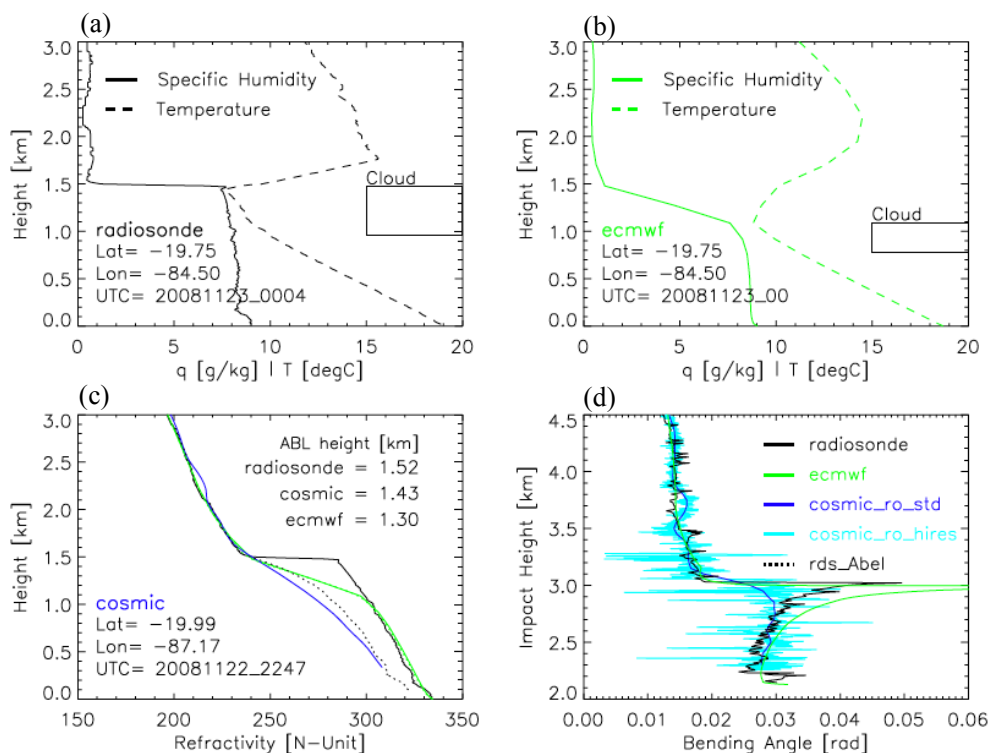 (a)
3.0
2.5
2.0
1.5
1.0
0.5
0.0
Height [km]
Specific Humidity
Temperature
Cloud
radiosonde
Lat= −19.75
Lon= −84.50
UTC= 20081123_0004
0
5
10
15
20
q [g/kg] | T [degC]
(b)
3.0
2.5
2.0
1.5
1.0
0.5
0.0
Height [km]
Specific Humidity
Temperature
Cloud
ecmwf
Lat= −19.75
Lon= −84.50
UTC= 20081123_00
0
5
10
15
20
q [g/kg] | T [degC]
(c)
3.0
2.5
2.0
1.5
1.0
0.5
0.0
Height [km]
ABL height [km]
radiosonde = 1.52
cosmic = 1.43
ecmwf = 1.30
cosmic
Lat= −19.99
Lon= −87.17
UTC= 20081122_2247
150
200
250
300
350
Refractivity [N−Unit]
(d)
4.5
4.0
3.5
3.0
2.5
2.0
Impact Height [km]
radiosonde
ecmwf
cosmic_ro_std
cosmic_ro_hires
rds_Abel
0.00
0.01
0.02
0.03
0.04
0.05
0.06
Bending Angle [rad]